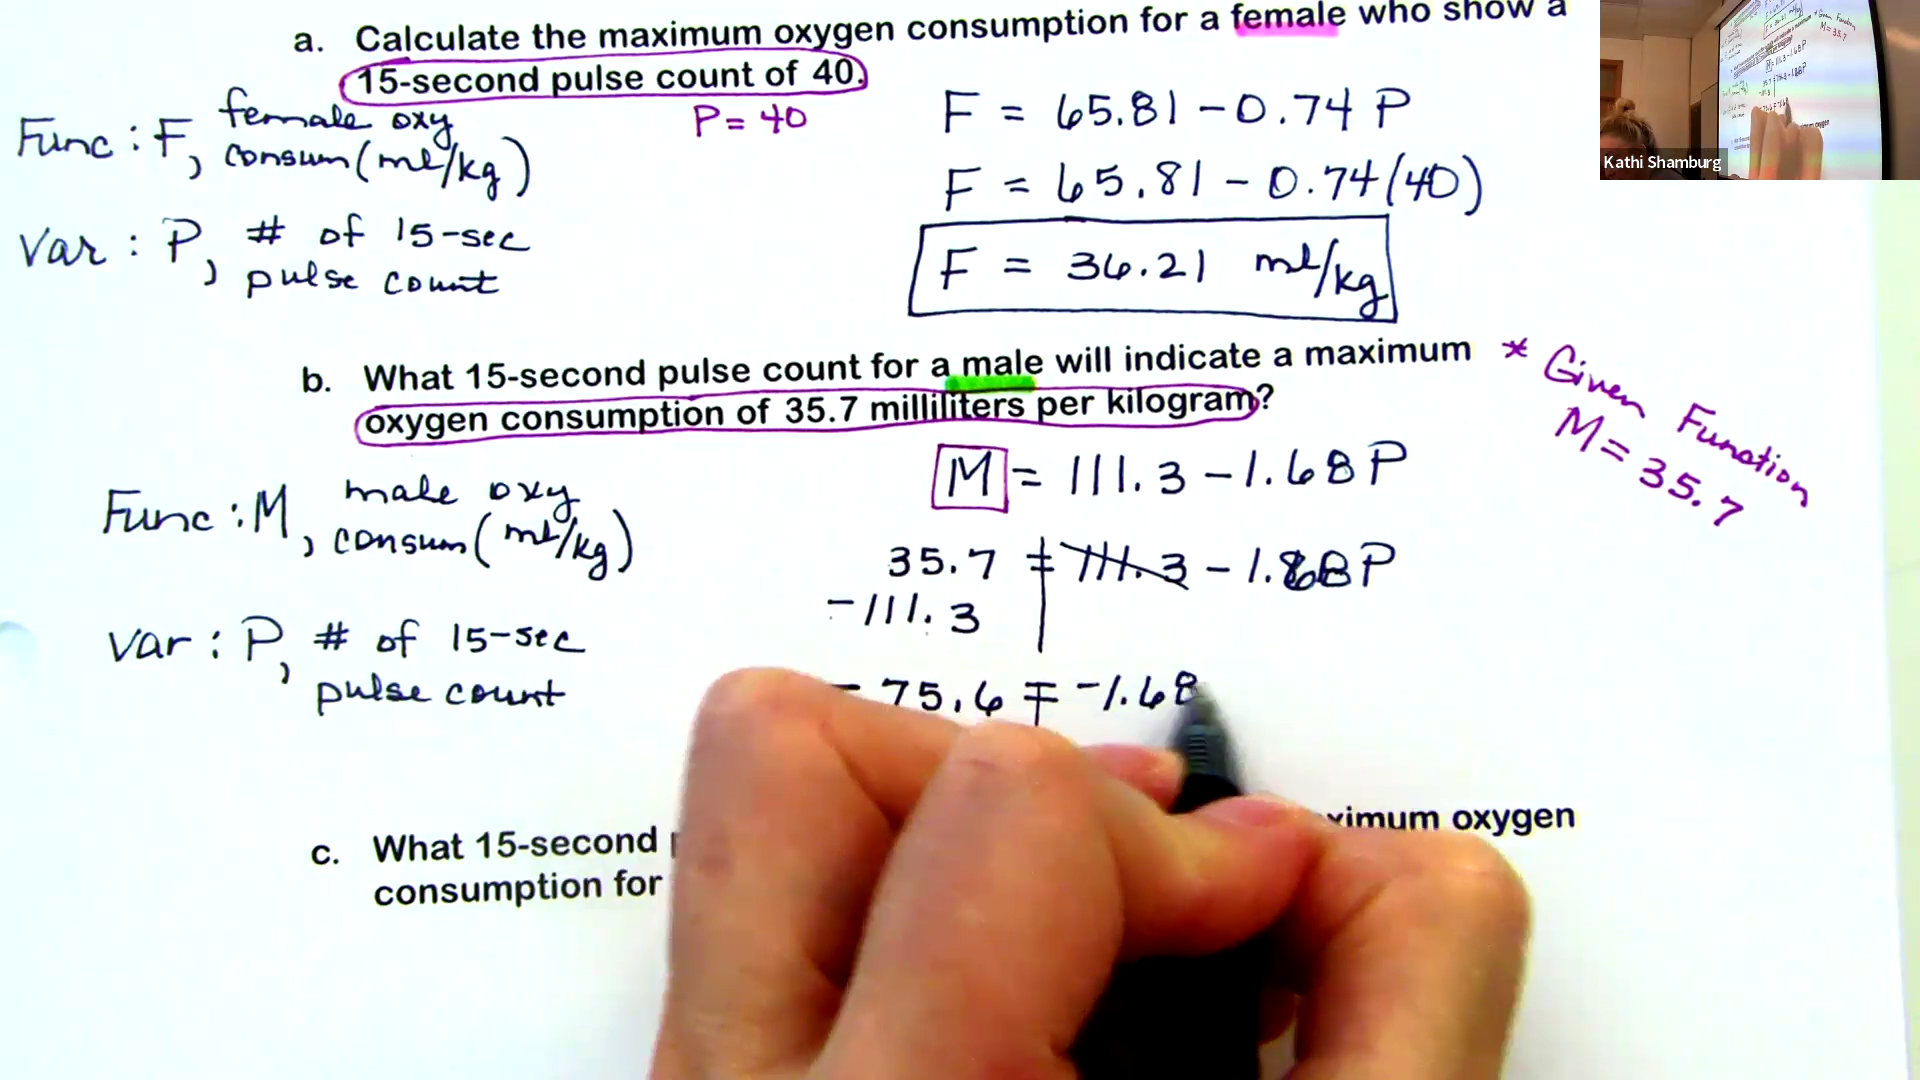 a. Calculate the maximum oxygen consumption for a female who show a
15-second pulse count of 40.
P = 40
Func : F, female oxy
consum (ml/kg)
Var : P, # of 15-sec
pulse count
F = 65.81 - 0.74 P
F = 65.81 - 0.74 (40)
F = 36.21 ml/kg
b. What 15-second pulse count for a male will indicate a maximum
oxygen consumption of 35.7 milliliters per kilogram?
* Given Function
M = 35.7
Func : M, male oxy
consum (ml/kg)
Var : P, # of 15-sec
pulse count
M = 111.3 - 1.68 P
35.7 = 111.3 - 1.68 P
-111.3
- 75.6 = -1.68
c. What 15-second
ximum oxygen
consumption for
Kathi Shamburg